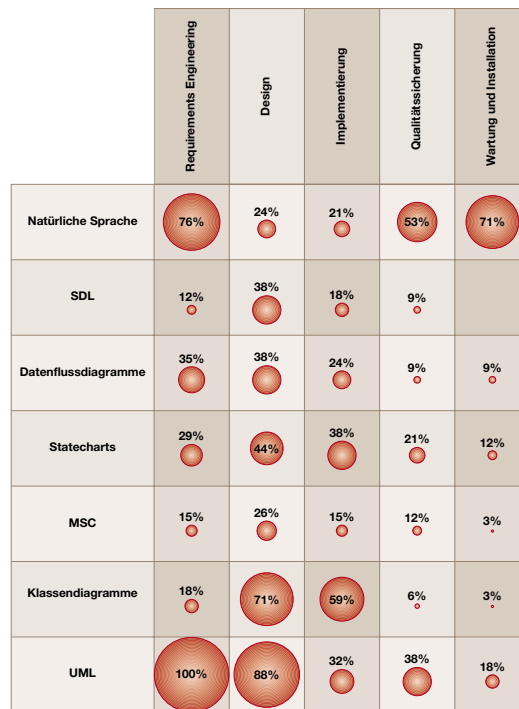 Requirements Engineering
Design
Implementierung
Qualitätssicherung
Wartung und Installation
Natürliche Sprache 76% 24% 21% 53% 71%
SDL 12% 38% 18% 9%
Datenflussdiagramme 35% 38% 24% 9% 9%
Statecharts 29% 44% 38% 21% 12%
MSC 15% 26% 15% 12% 3%
Klassendiagramme 18% 71% 59% 6% 3%
UML 100% 88% 32% 38% 18%